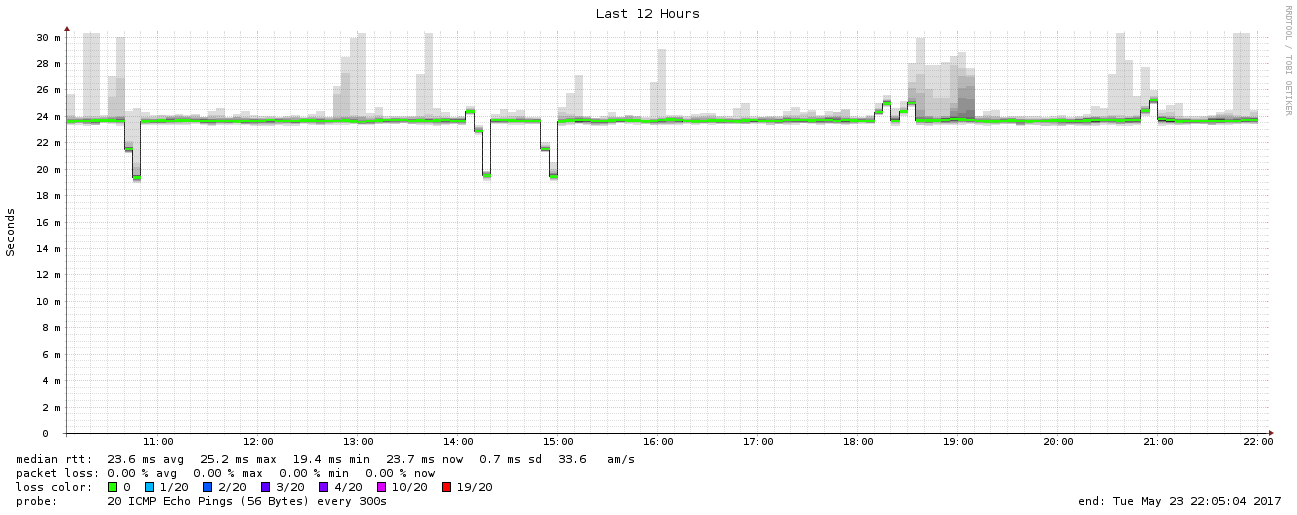 Last 12 Hours
RRDTOOL / TOBI OETIKER
Seconds
30 m
28 m
26 m
24 m
22 m
20 m
18 m
16 m
14 m
12 m
10 m
8 m
6 m
4 m
2 m
0
11:00 12:00 13:00 14:00 15:00 16:00 17:00 18:00 19:00 20:00 21:00 22:00
median rtt: 23.6 ms avg 25.2 ms max 19.4 ms min 23.7 ms now 0.7 ms sd 33.6 am/s
packet loss: 0.00 % avg 0.00 % max 0.00 % min 0.00 % now
loss color: 0 1/20 2/20 3/20 4/20 10/20 19/20
probe: 20 ICMP Echo Pings (56 Bytes) every 300s
end: Tue May 23 22:05:04 2017